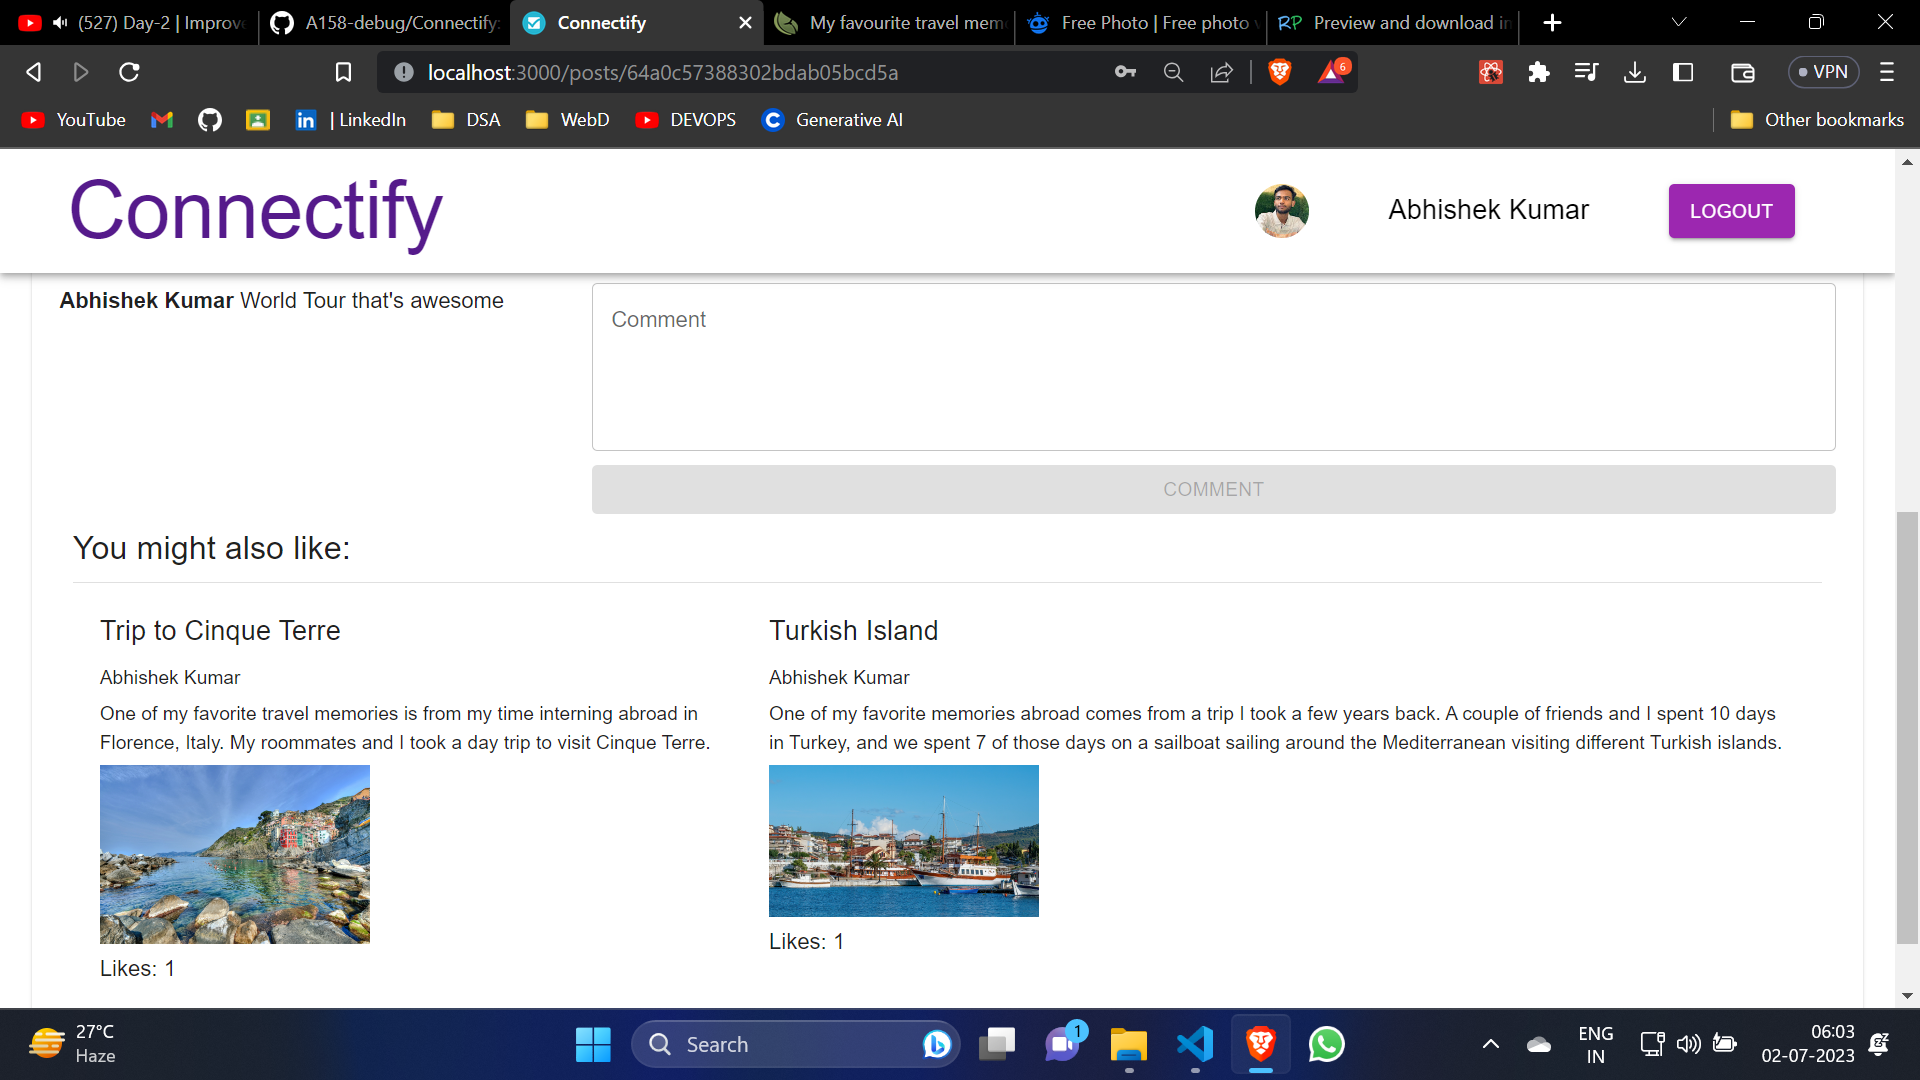 (527) Day-2 | Improve
A158-debug/Connectify:
Connectify
My favourite travel mem
Free Photo | Free photo
Preview and download in
localhost:3000/posts/64a0c57388302bdab05bcd5a
6
VPN
YouTube
| LinkedIn
DSA
WebD
DEVOPS
Generative AI
Other bookmarks
Connectify
Abhishek Kumar
LOGOUT
Abhishek Kumar World Tour that's awesome
Comment
COMMENT
You might also like:
Trip to Cinque Terre
Abhishek Kumar
One of my favorite travel memories is from my time interning abroad in
Florence, Italy. My roommates and I took a day trip to visit Cinque Terre.
Likes: 1
Turkish Island
Abhishek Kumar
One of my favorite memories abroad comes from a trip I took a few years back. A couple of friends and I spent 10 days
in Turkey, and we spent 7 of those days on a sailboat sailing around the Mediterranean visiting different Turkish islands.
Likes: 1
27°C
Haze
Search
1
ENG
IN
06:03
02-07-2023